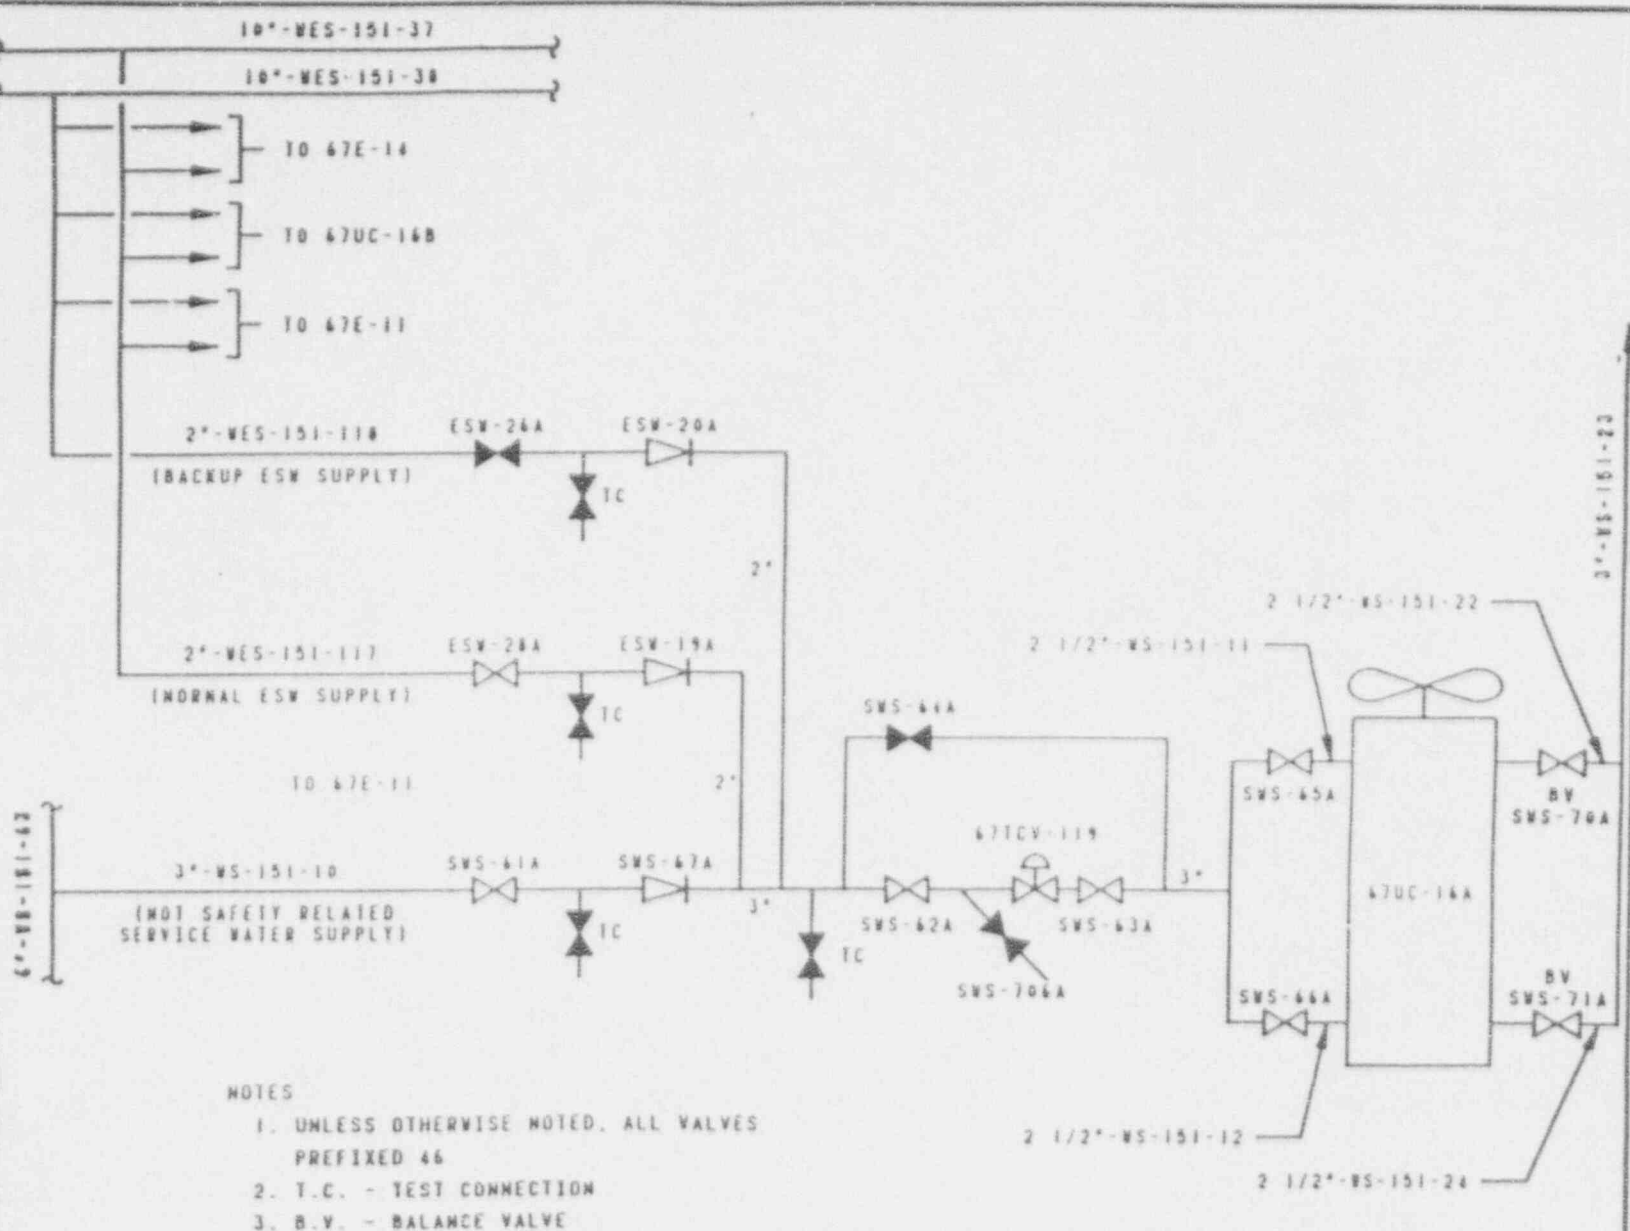 10"-WES-151-37
10"-WES-151-38
TO 67E-14
TO 67UC-16B
TO 67E-11
2"-WES-151-118
(BACKUP ESW SUPPLY)
ESW-26A
ESW-20A
TC
2"
2"-WES-151-117
(NORMAL ESW SUPPLY)
ESW-28A
ESW-19A
TC
2"
TO 67E-11
3"-WS-151-10
(NOT SAFETY RELATED
SERVICE WATER SUPPLY)
SWS-61A
SWS-67A
TC
3"
TC
SWS-64A
67TCV-119
SWS-62A
SWS-63A
SWS-706A
3"
2 1/2"-WS-151-22
2 1/2"-WS-151-11
SWS-65A
SWS-66A
67UC-16A
BV
SWS-70A
BV
SWS-71A
3"-WS-151-23
2 1/2"-WS-151-12
2 1/2"-WS-151-24
NOTES
1. UNLESS OTHERWISE NOTED, ALL VALVES
PREFIXED 46
2. T.C. - TEST CONNECTION
3. B.V. - BALANCE VALVE